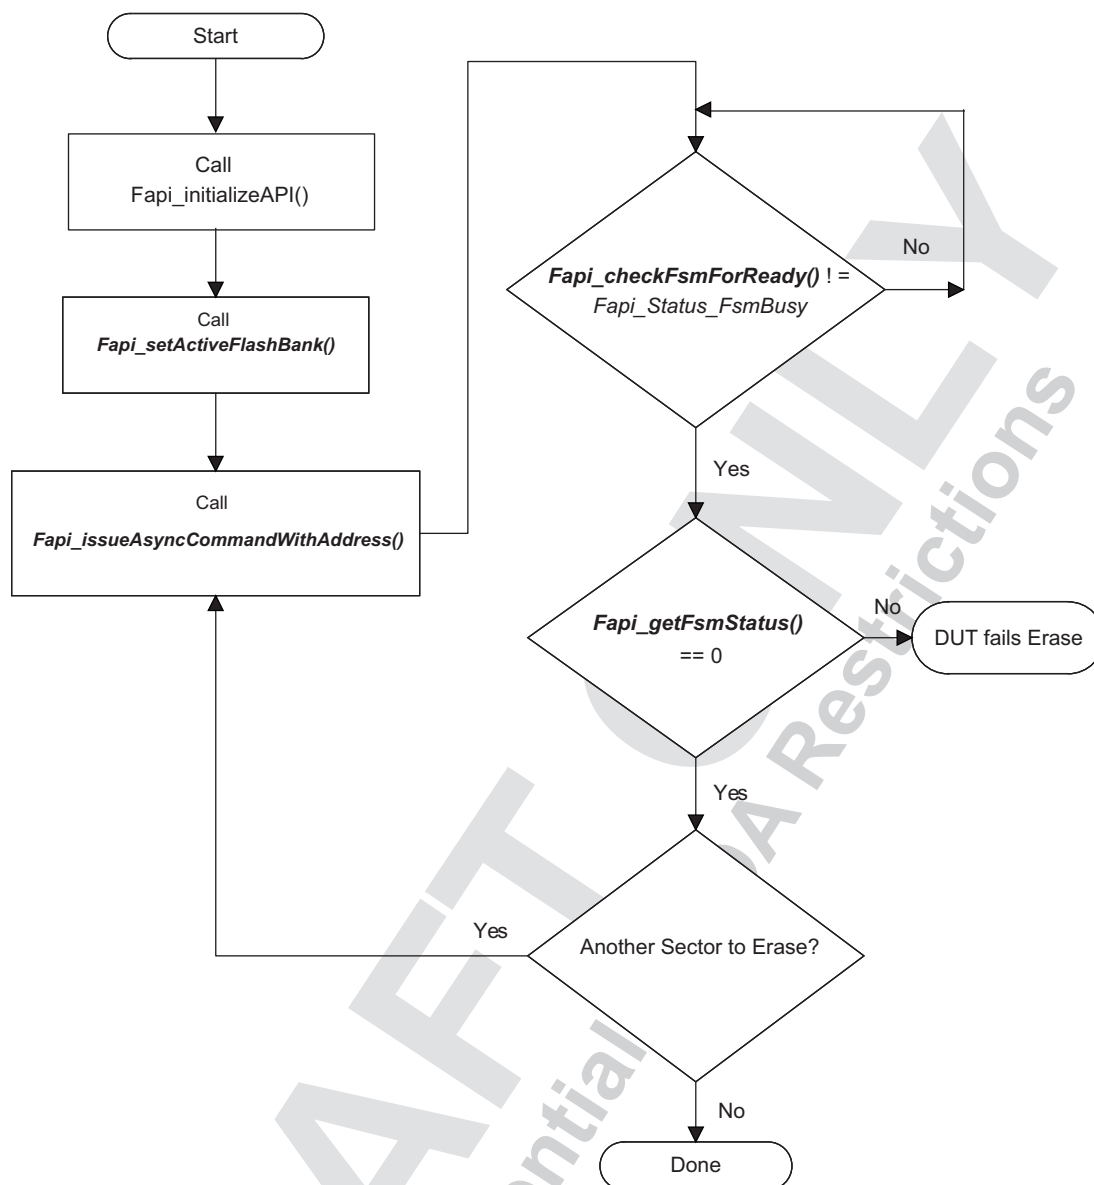 Start
Call
Fapi_initializeAPI()
Call
Fapi_setActiveFlashBank()
Call
Fapi_issueAsyncCommandWithAddress()
Fapi_checkFsmForReady() ! =
Fapi_Status_FsmBusy
No
Yes
Fapi_getFsmStatus()
== 0
No
DUT fails Erase
Yes
Another Sector to Erase?
Yes
No
Done
Restrictions